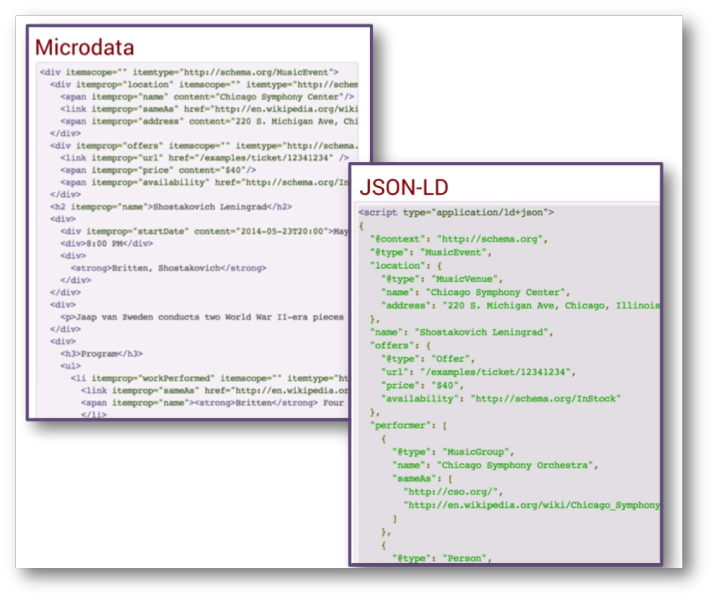 Microdata
<div itemscope="" itemtype="http://schema.org/MusicEvent">
<div itemprop="location" itemscope="" itemtype="http://schem
<span itemprop="name" content="Chicago Symphony Center"/>
<link itemprop="sameAs" href="http://en.wikipedia.org/wiki
<span itemprop="address" content="220 S. Michigan Ave, Chi
</div>
<div itemprop="offers" itemscope="" itemtype="http://schema.
<link itemprop="url" href="/examples/ticket/12341234" />
<span itemprop="price" content="$40"/>
<span itemprop="availability" href="http://schema.org/InSt
</div>
<h2 itemprop="name">Shostakovich Leningrad</h2>
<div>
<div itemprop="startDate" content="2014-05-23T20:00">May
<div>8:00 PM</div>
<div>
<strong>Britten, Shostakovich</strong>
</div>
</div>
<div>
<p>Jaap van Zweden conducts two World War II-era pieces
</div>
<div>
<h3>Program</h3>
<ul>
<li itemprop="workPerformed" itemscope="" itemtype="ht
<link itemprop="sameAs" href="http://en.wikipedia.or
<span itemprop="name"><strong>Britten</strong> Four
</li>
JSON-LD
<script type="application/ld+json">
{
"@context": "http://schema.org",
"@type": "MusicEvent",
"location": {
"@type": "MusicVenue",
"name": "Chicago Symphony Center",
"address": "220 S. Michigan Ave, Chicago, Illinois
},
"name": "Shostakovich Leningrad",
"offers": {
"@type": "Offer",
"url": "/examples/ticket/12341234",
"price": "$40",
"availability": "http://schema.org/InStock"
},
"performer": [
{
"@type": "MusicGroup",
"name": "Chicago Symphony Orchestra",
"sameAs": [
"http://cso.org/",
"http://en.wikipedia.org/wiki/Chicago_Symphony
]
},
{
"@type": "Person",